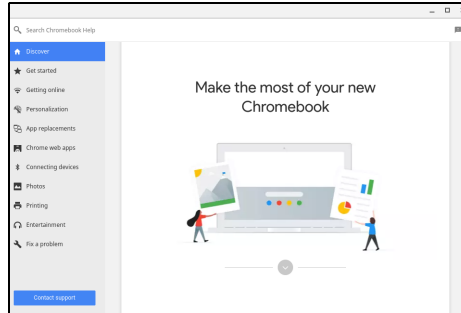 Search Chromebook Help
Discover
Get started
Getting online
Personalization
App replacements
Chrome web apps
Connecting devices
Photos
Printing
Entertainment
Fix a problem
Contact support
Make the most of your new
Chromebook